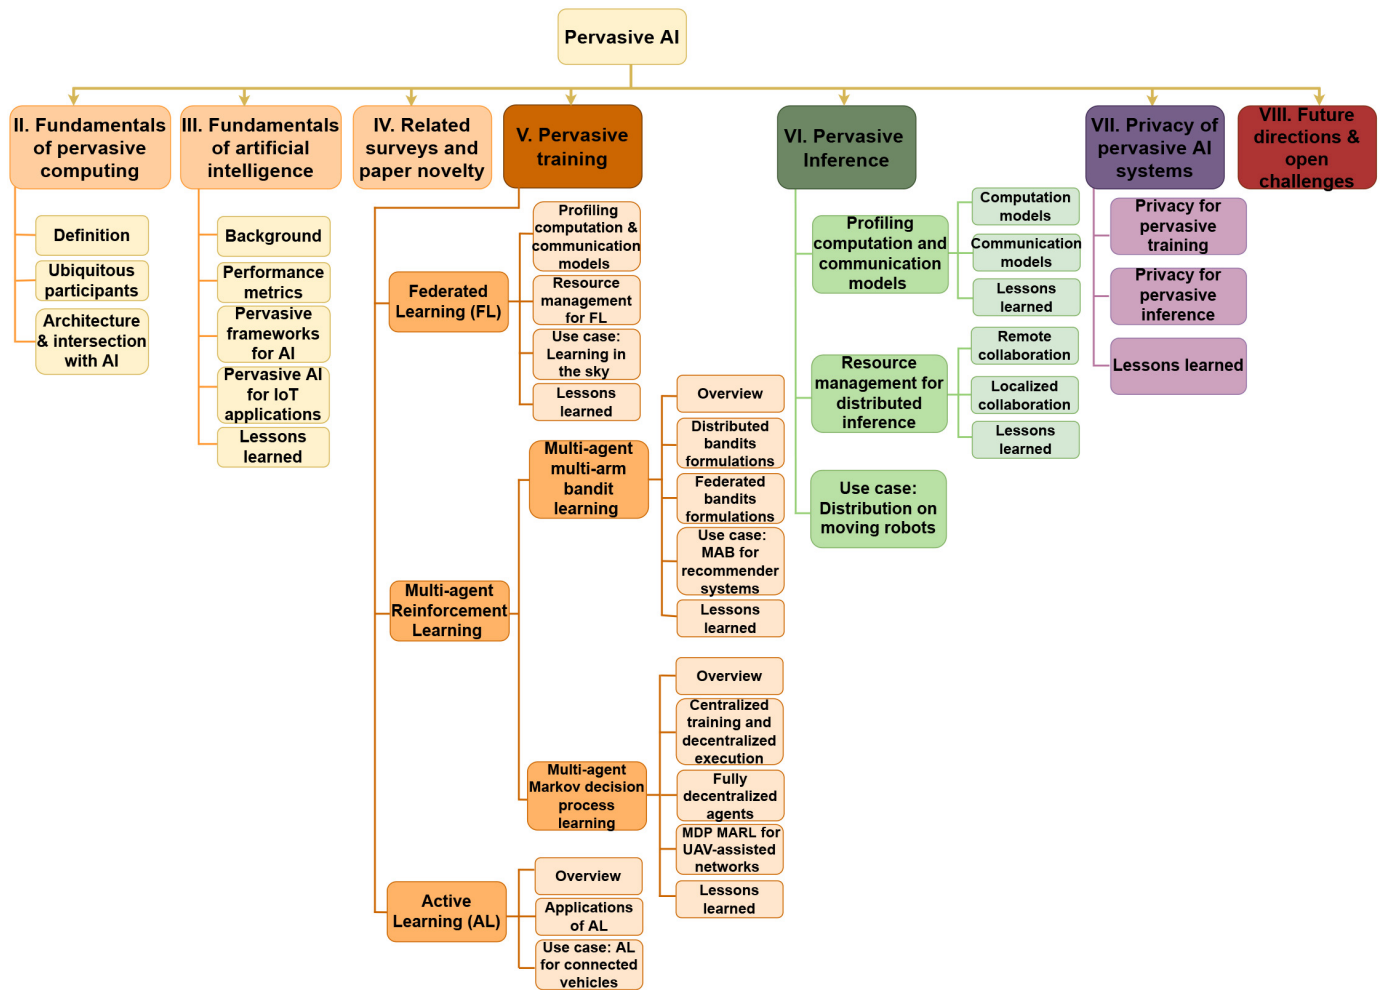 Pervasive AI
II. Fundamentals
of pervasive
computing
Definition
Ubiquitous
participants
Architecture
& intersection
with AI
III. Fundamentals
of artificial
intelligence
Background
Performance
metrics
Pervasive
frameworks
for AI
Pervasive AI
for IoT
applications
Lessons
learned
IV. Related
surveys and
paper novelty
V. Pervasive
training
Federated
Learning (FL)
Profiling
computation &
communication
models
Resource
management
for FL
Use case:
Learning in
the sky
Lessons
learned
Multi-agent
Reinforcement
Learning
Multi-agent
multi-arm
bandit
learning
Overview
Distributed
bandits
formulations
Federated
bandits
formulations
Use case:
MAB for
recommender
systems
Lessons
learned
Multi-agent
Markov decision
process
learning
Overview
Centralized
training and
decentralized
execution
Fully
decentralized
agents
MDP MARL for
UAV-assisted
networks
Lessons
learned
Active
Learning (AL)
Overview
Applications
of AL
Use case: AL
for connected
vehicles
VI. Pervasive
Inference
Profiling
computation and
communication
models
Computation
models
Communication
models
Lessons
learned
Resource
management for
distributed
inference
Remote
collaboration
Localized
collaboration
Lessons
learned
Use case:
Distribution on
moving robots
VII. Privacy of
pervasive AI
systems
Privacy for
pervasive
training
Privacy for
pervasive
inference
Lessons learned
VIII. Future
directions &
open
challenges